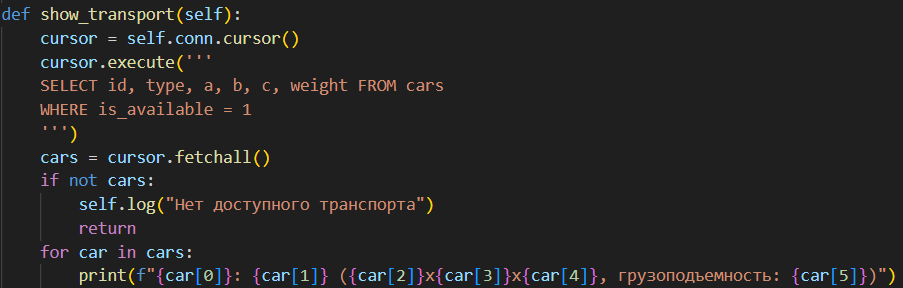 def show_transport(self):
    cursor = self.conn.cursor()
    cursor.execute('''
    SELECT id, type, a, b, c, weight FROM cars
    WHERE is_available = 1
    ''')
    cars = cursor.fetchall()
    if not cars:
        self.log("Нет доступного транспорта")
        return
    for car in cars:
        print(f"{car[0]}: {car[1]} ({car[2]}x{car[3]}x{car[4]}, грузоподъемность: {car[5]})")